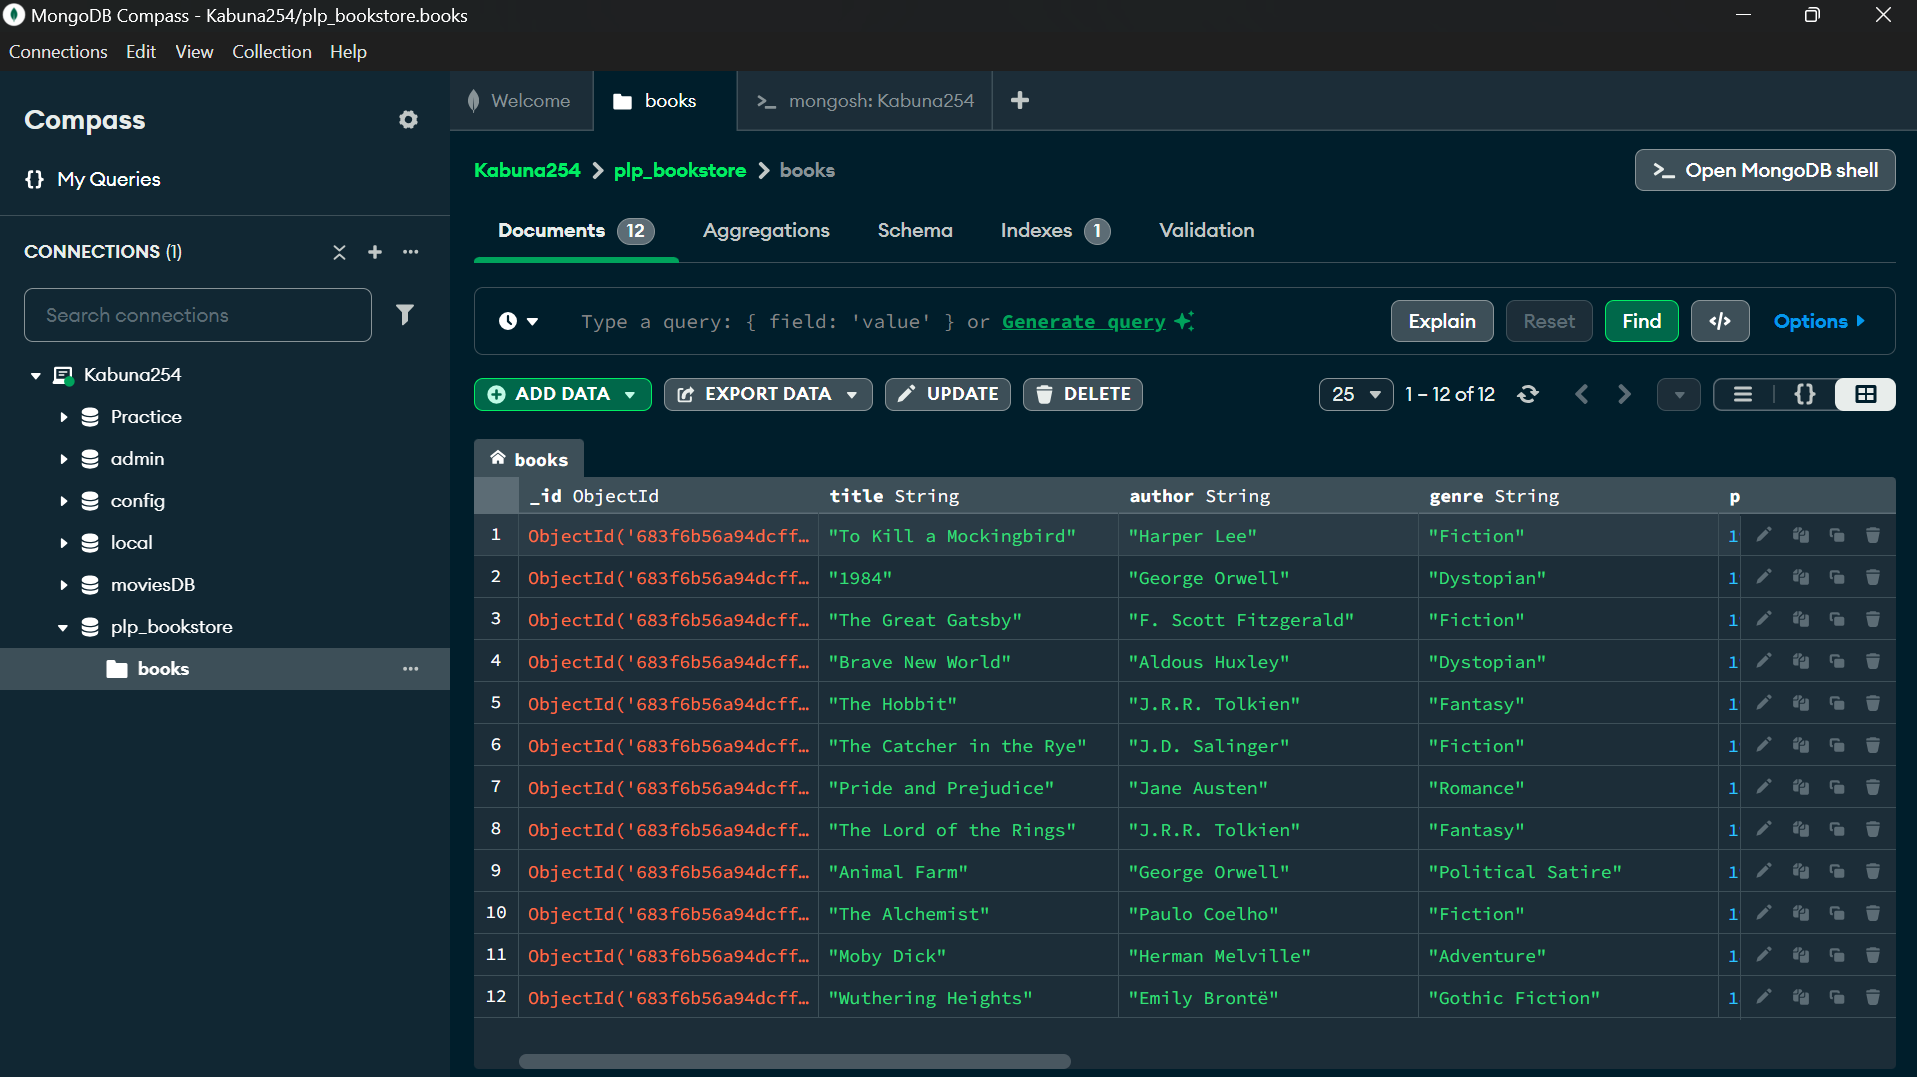 MongoDB Compass - Kabuna254/plp_bookstore.books
Connections Edit View Collection Help
Compass
{} My Queries
CONNECTIONS (1)
Search connections
Kabuna254
Practice
admin
config
local
moviesDB
plp_bookstore
books
Welcome
books
>_ mongosh: Kabuna254
Kabuna254 > plp_bookstore > books
>_ Open MongoDB shell
Documents 12 Aggregations Schema Indexes 1 Validation
Type a query: { field: 'value' } or Generate query
Explain Reset Find </> Options
ADD DATA EXPORT DATA UPDATE DELETE
25 1 – 12 of 12 {}
books
_id ObjectId title String author String genre String p
1 ObjectId('683f6b56a94dcff… "To Kill a Mockingbird" "Harper Lee" "Fiction" 1
2 ObjectId('683f6b56a94dcff… "1984" "George Orwell" "Dystopian" 1
3 ObjectId('683f6b56a94dcff… "The Great Gatsby" "F. Scott Fitzgerald" "Fiction" 1
4 ObjectId('683f6b56a94dcff… "Brave New World" "Aldous Huxley" "Dystopian" 1
5 ObjectId('683f6b56a94dcff… "The Hobbit" "J.R.R. Tolkien" "Fantasy" 1
6 ObjectId('683f6b56a94dcff… "The Catcher in the Rye" "J.D. Salinger" "Fiction" 1
7 ObjectId('683f6b56a94dcff… "Pride and Prejudice" "Jane Austen" "Romance" 1
8 ObjectId('683f6b56a94dcff… "The Lord of the Rings" "J.R.R. Tolkien" "Fantasy" 1
9 ObjectId('683f6b56a94dcff… "Animal Farm" "George Orwell" "Political Satire" 1
10 ObjectId('683f6b56a94dcff… "The Alchemist" "Paulo Coelho" "Fiction" 1
11 ObjectId('683f6b56a94dcff… "Moby Dick" "Herman Melville" "Adventure" 1
12 ObjectId('683f6b56a94dcff… "Wuthering Heights" "Emily Brontë" "Gothic Fiction" 1